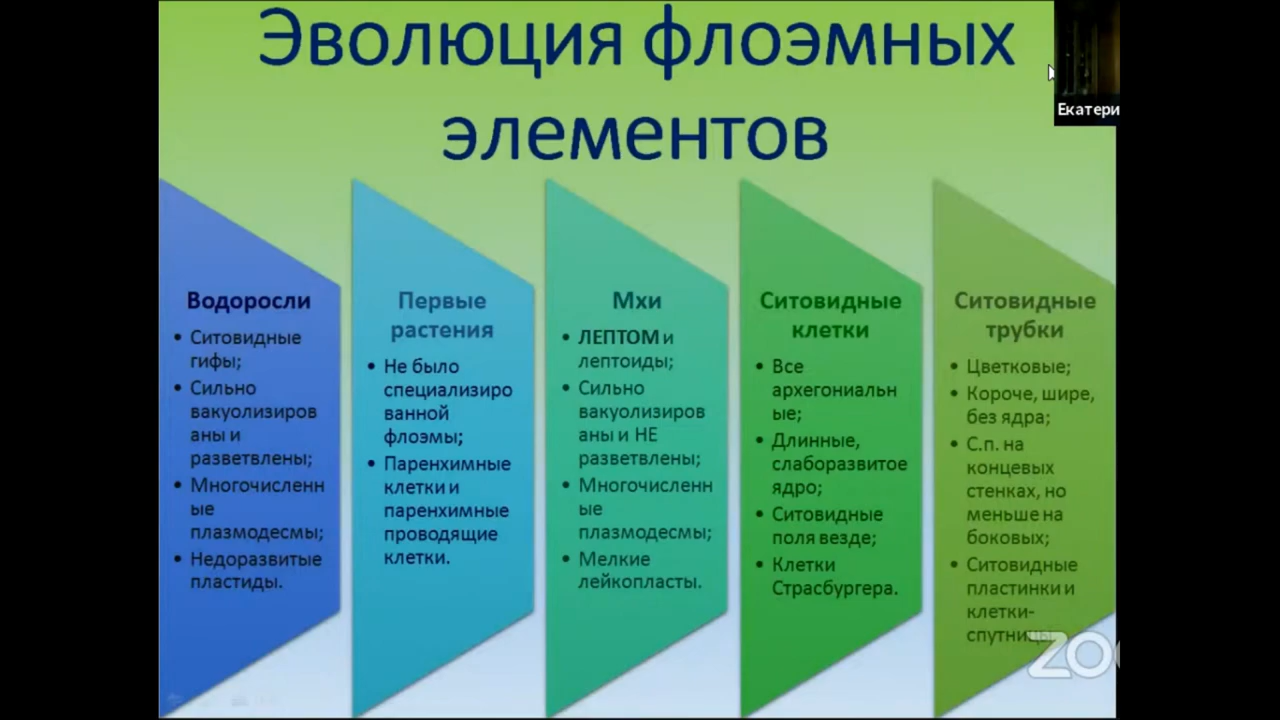 Эволюция флоэмных
элементов
Екатери
Водоросли
• Ситовидные
гифы;
• Сильно
вакуолизиров
аны и
разветвлены;
• Многочисленн
ые
плазмодесмы;
• Недоразвитые
пластиды.
Первые
растения
• Не было
специализиро
ванной
флоэмы;
• Паренхимные
клетки и
паренхимные
проводящие
клетки.
Мхи
• ЛЕПТОМ и
лептоиды;
• Сильно
вакуолизиров
аны и НЕ
разветвлены;
• Многочисленн
ые
плазмодесмы;
• Мелкие
лейкопласты.
Ситовидные
клетки
• Все
архегониальн
ые;
• Длинные,
слаборазвитое
ядро;
• Ситовидные
поля везде;
• Клетки
Страсбургера.
Ситовидные
трубки
• Цветковые;
• Короче, шире,
без ядра;
• С.п. на
концевых
стенках, но
меньше на
боковых;
• Ситовидные
пластинки и
клетки-
спутницы
ZO